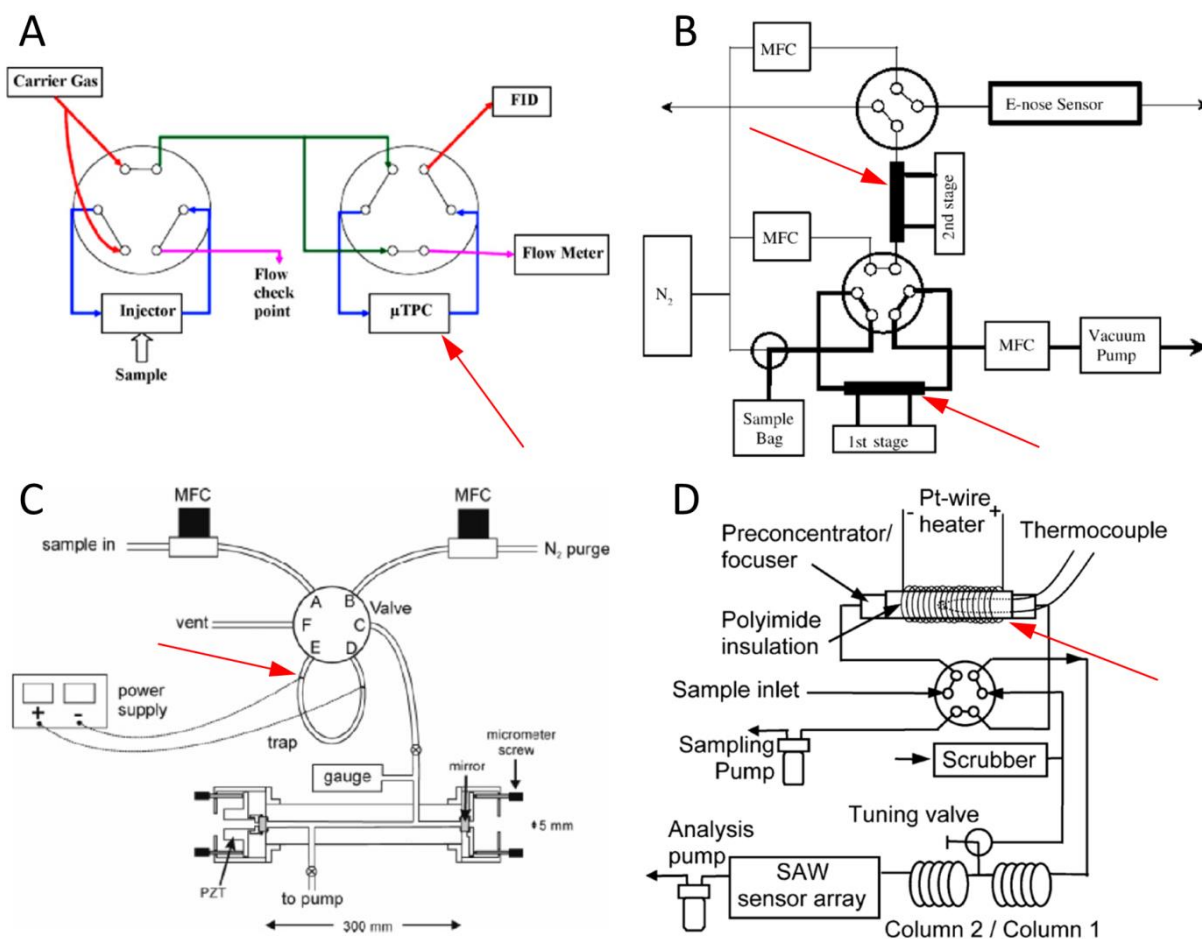 A
Carrier Gas
FID
Injector
Flow
check
point
Sample
µTPC
Flow Meter
B
MFC
E-nose Sensor
2nd stage
MFC
N₂
MFC
Vacuum
Pump
Sample
Bag
1st stage
C
MFC
MFC
sample in
N₂ purge
A
B
Valve
F
C
vent
E
D
power
supply
+
-
trap
gauge
mirror
micrometer
screw
5 mm
PZT
to pump
300 mm
D
Pt-wire
- +
heater
Preconcentrator/
focuser
Thermocouple
Polyimide
insulation
Sample inlet
Sampling
Pump
Scrubber
Tuning valve
Analysis
pump
SAW
sensor array
Column 2 / Column 1